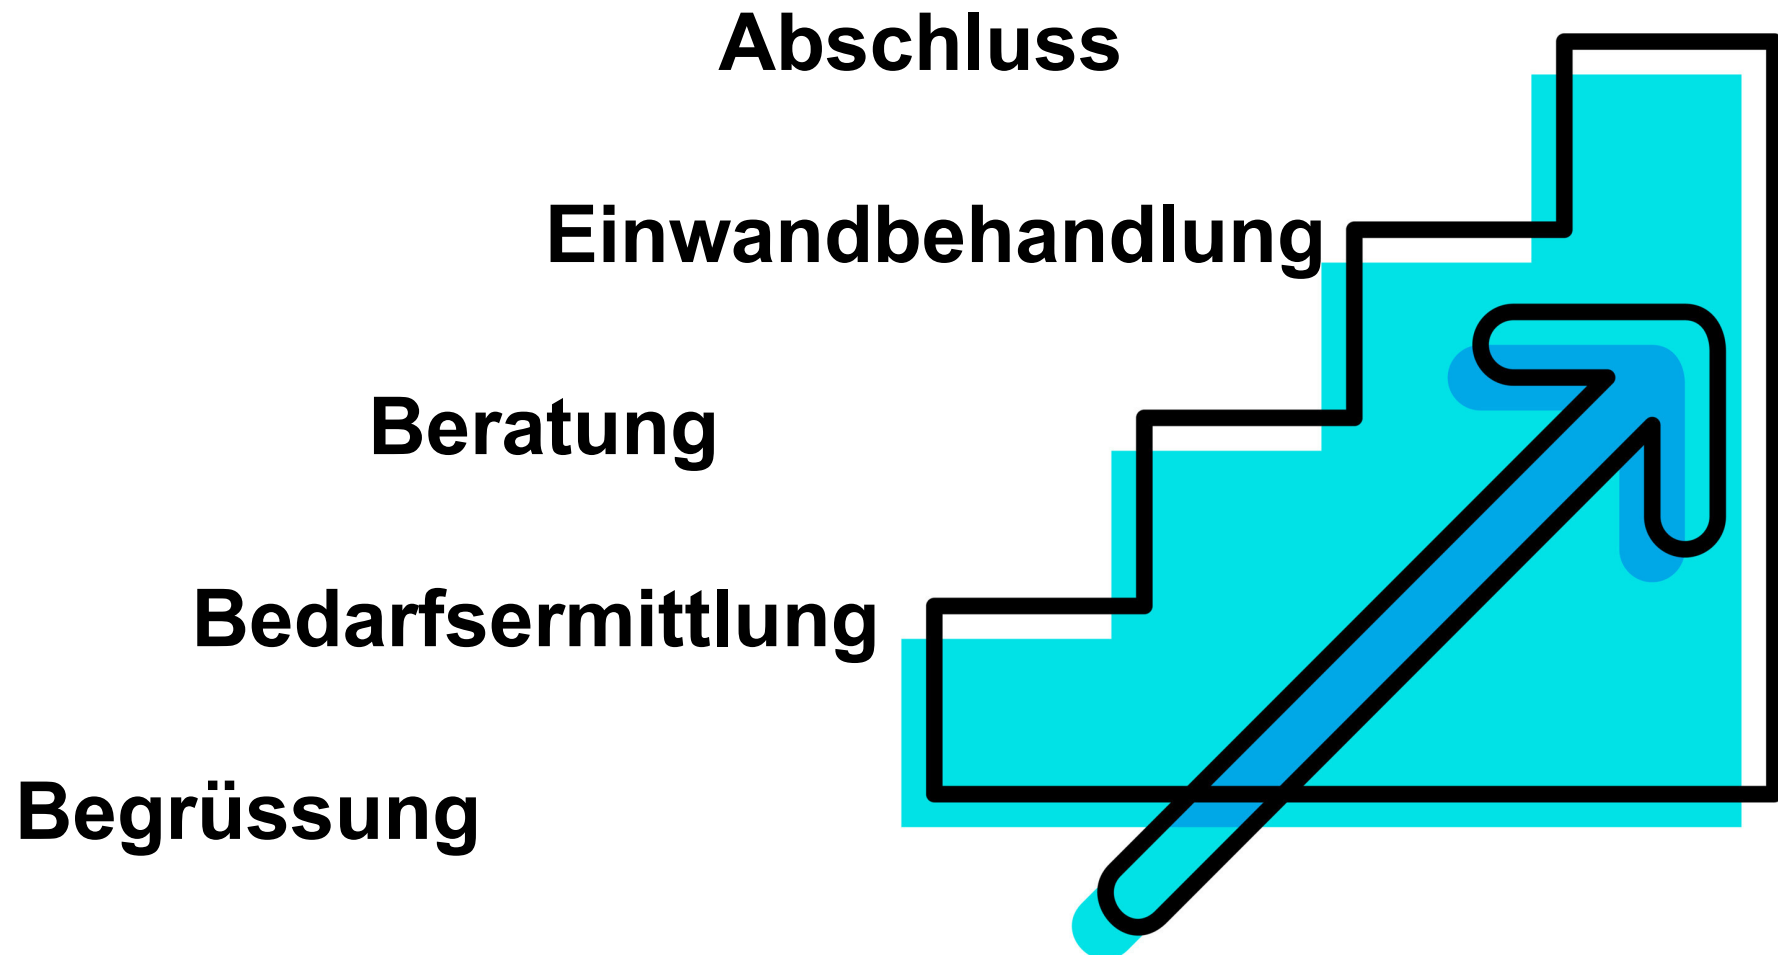 Abschluss
Einwandbehandlung
Beratung
Bedarfsermittlung
Begrüssung